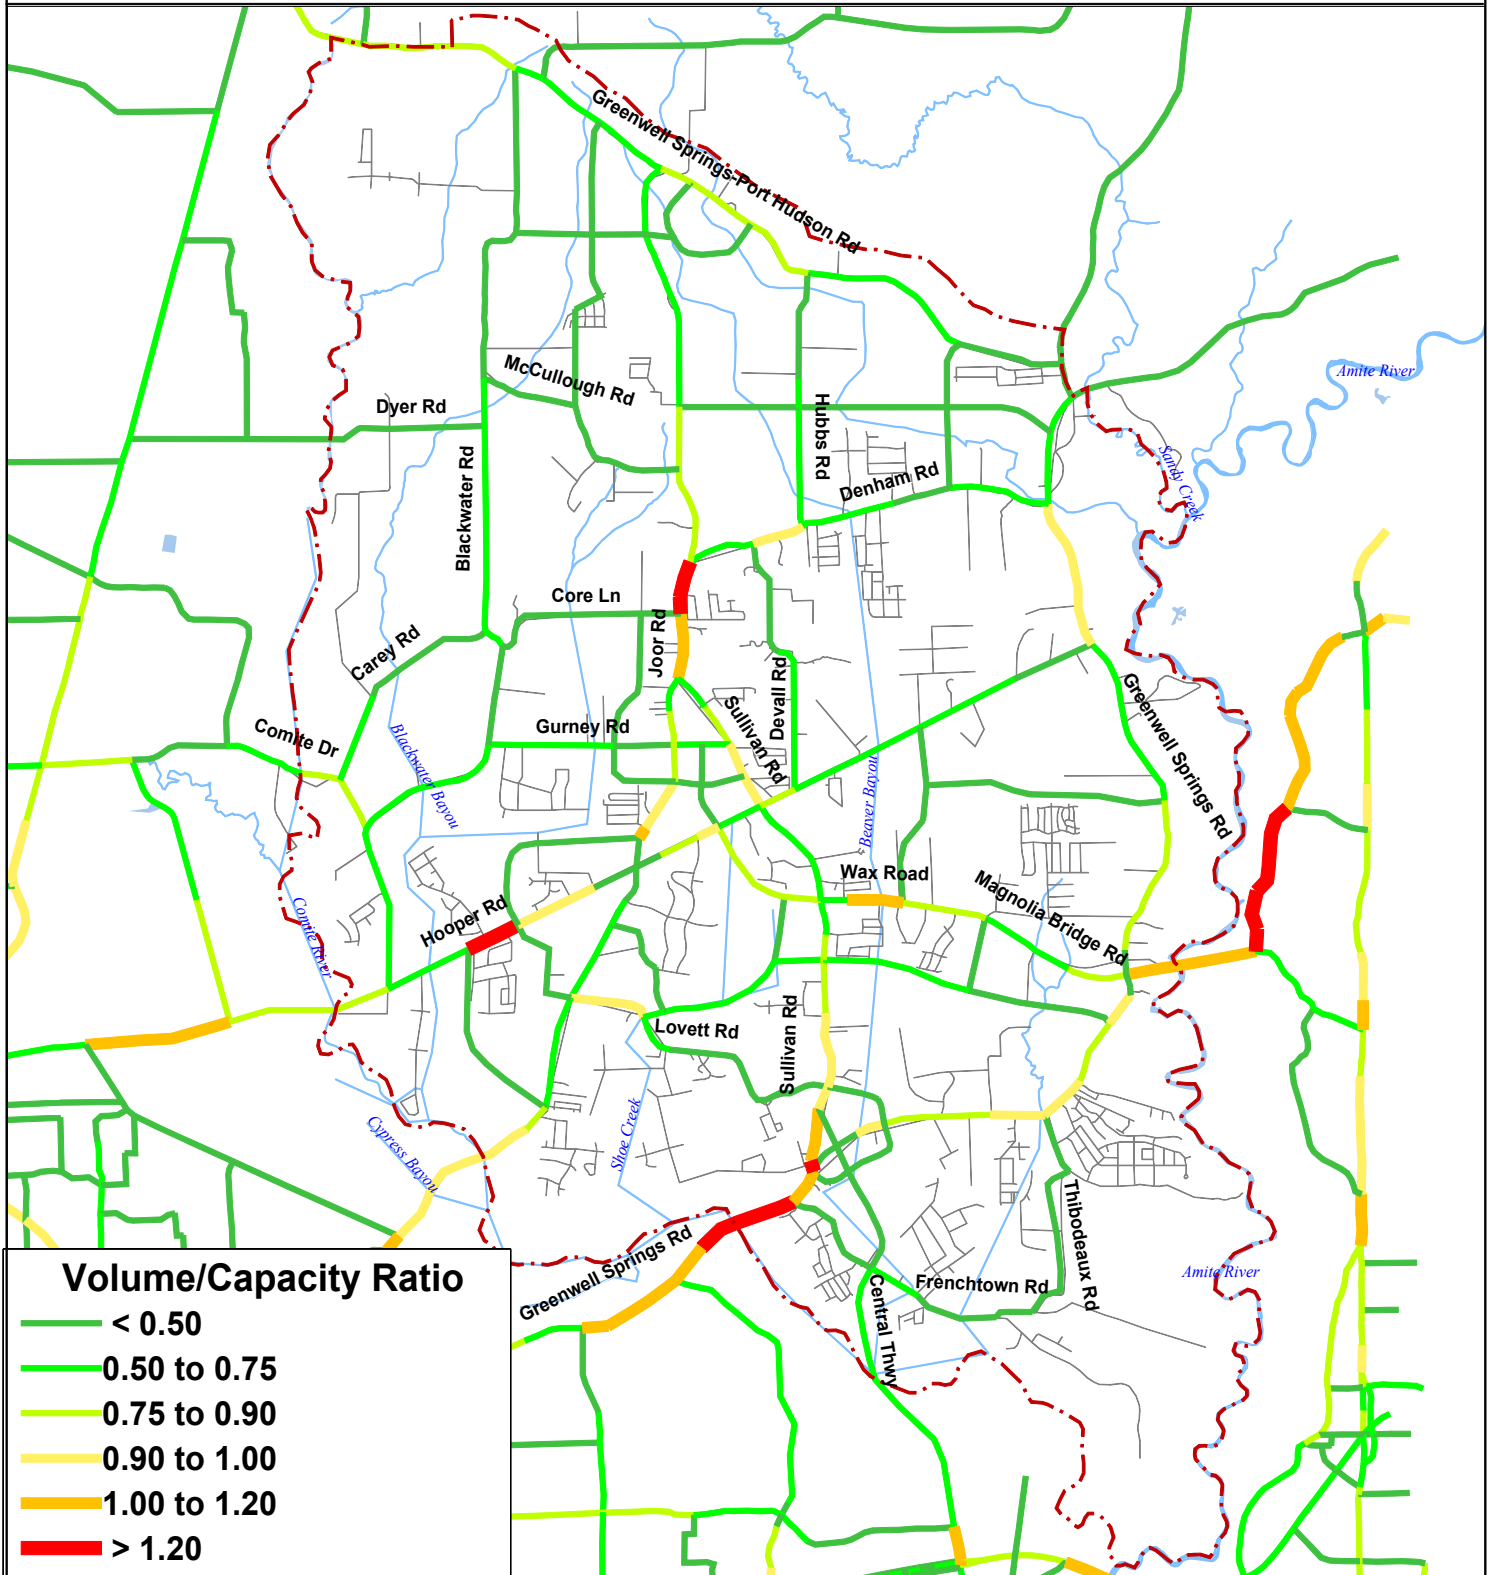 Greenwell Springs-Port Hudson Rd
Amite River
McCullough Rd
Dyer Rd
Hubbs Rd
Sandy Creek
Denham Rd
Blackwater Rd
Core Ln
Joor Rd
Carey Rd
Devall Rd
Sullivan Rd
Greenwell Springs Rd
Gurney Rd
Comite Dr
Blackwater Bayou
Beaver Bayou
Wax Road
Magnolia Bridge Rd
Hooper Rd
Comite River
Lovett Rd
Sullivan Rd
Shoe Creek
Cypress Bayou
Thibodeaux Rd
Greenwell Springs Rd
Frenchtown Rd
Amite River
Central Thwy
Volume/Capacity Ratio
< 0.50
0.50 to 0.75
0.75 to 0.90
0.90 to 1.00
1.00 to 1.20
> 1.20